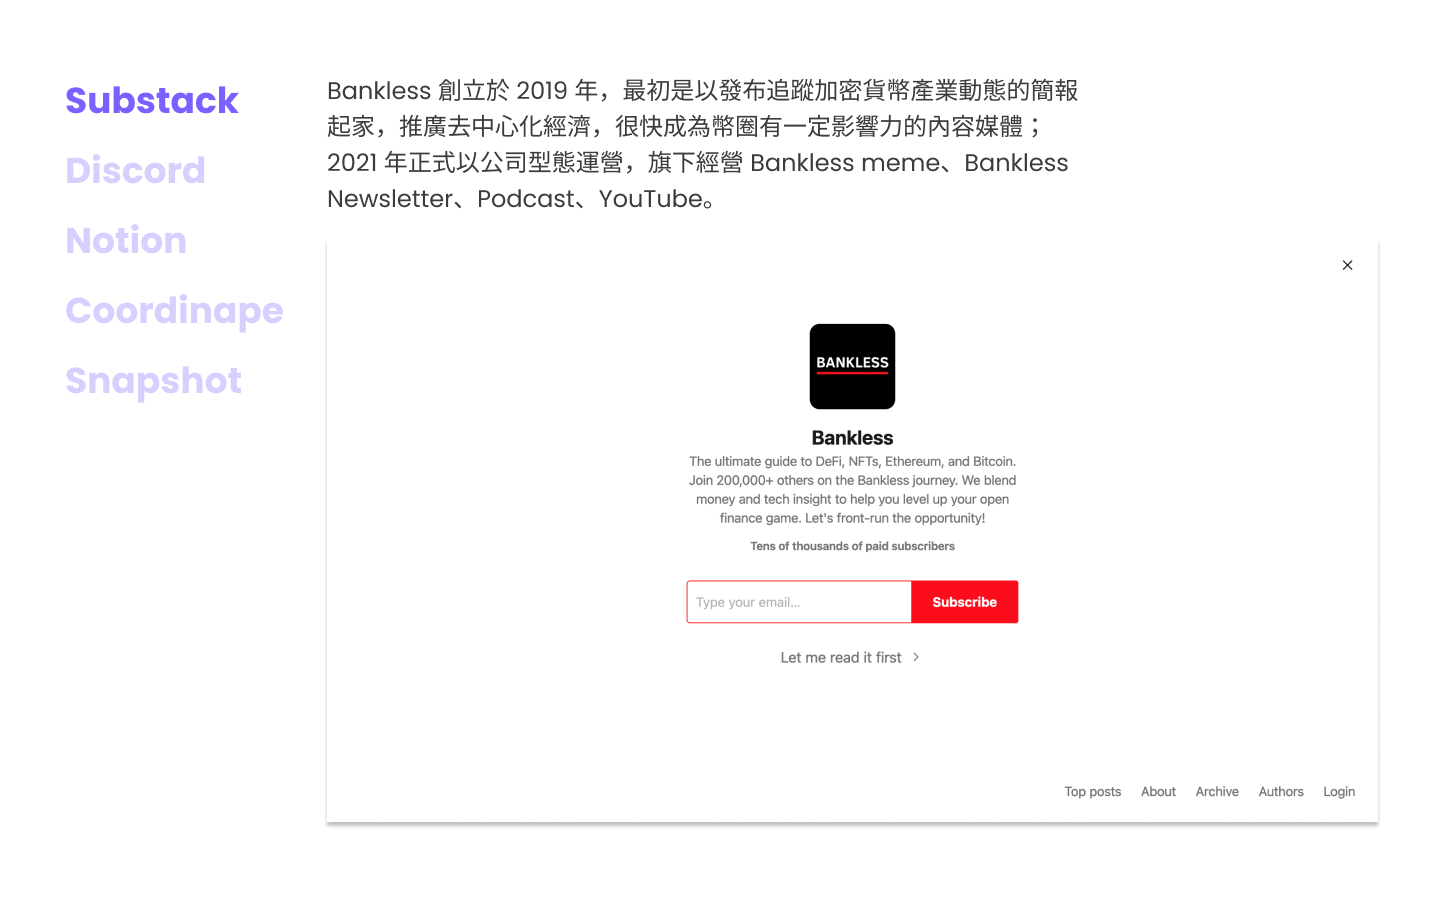 Substack
Discord
Notion
Coordinape
Snapshot
Bankless 創立於 2019 年，最初是以發布追蹤加密貨幣產業動態的簡報
起家，推廣去中心化經濟，很快成為幣圈有一定影響力的內容媒體；
2021 年正式以公司型態運營，旗下經營 Bankless meme、Bankless
Newsletter、Podcast、YouTube。
BANKLESS
Bankless
The ultimate guide to DeFi, NFTs, Ethereum, and Bitcoin.
Join 200,000+ others on the Bankless journey. We blend
money and tech insight to help you level up your open
finance game. Let's front-run the opportunity!
Tens of thousands of paid subscribers
Type your email...
Subscribe
Let me read it first
Top posts About Archive Authors Login